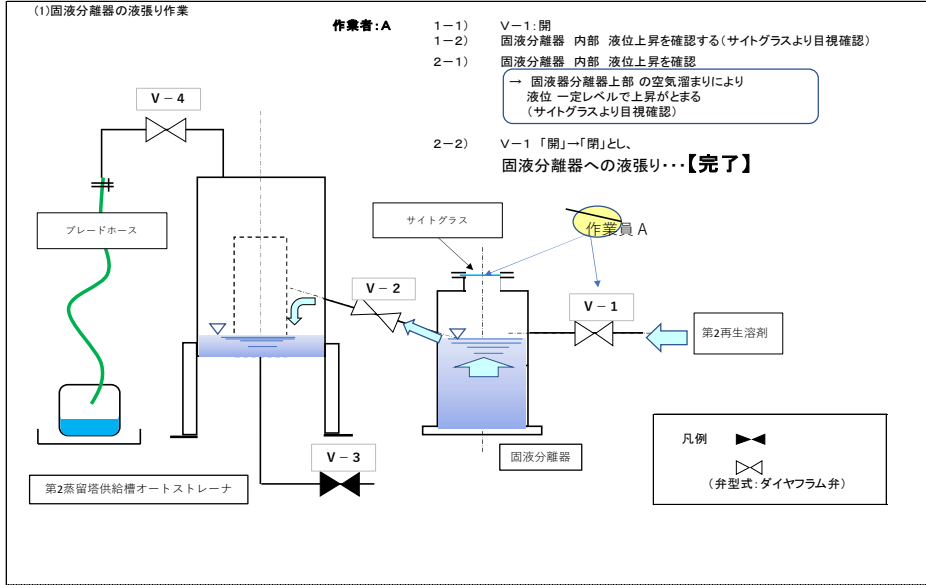 (1)固液分離器の液張り作業
作業者:A
1-1) V-1:開
1-2) 固液分離器 内部 液位上昇を確認する(サイトグラスより目視確認)
2-1) 固液分離器 内部 液位上昇を確認
→ 固液器分離器上部 の空気溜まりにより
液位 一定レベルで上昇がとまる
(サイトグラスより目視確認)
2-2) V-1 「開」→「閉」とし、
固液分離器への液張り・・・【完了】
V-4
ブレードホース
サイトグラス
作業員A
V-2
V-1
第2再生溶剤
V-3
固液分離器
第2蒸留塔供給槽オートストレーナ
凡例
(弁型式:ダイヤフラム弁)